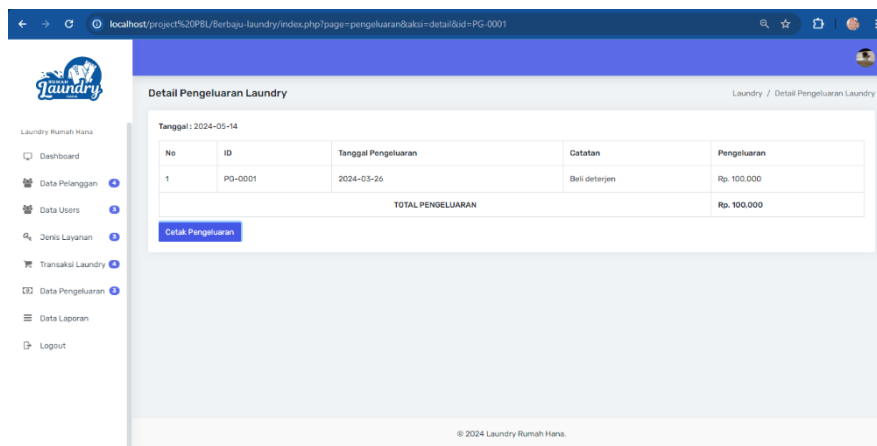 localhost/project%20PBL/Berbaju-laundry/index.php?page=pengeluaran&aksi=detail&id=PG-0001
RUMAH
Laundry
Laundry Rumah Hana
Dashboard
Data Pelanggan 4
Data Users 3
Jenis Layanan 3
Transaksi Laundry 4
Data Pengeluaran 3
Data Laporan
Logout
Detail Pengeluaran Laundry
Laundry / Detail Pengeluaran Laundry
Tanggal : 2024-05-14
No ID Tanggal Pengeluaran Catatan Pengeluaran
1 PG-0001 2024-03-26 Beli deterjen Rp. 100.000
TOTAL PENGELUARAN Rp. 100.000
Cetak Pengeluaran
© 2024 Laundry Rumah Hana.